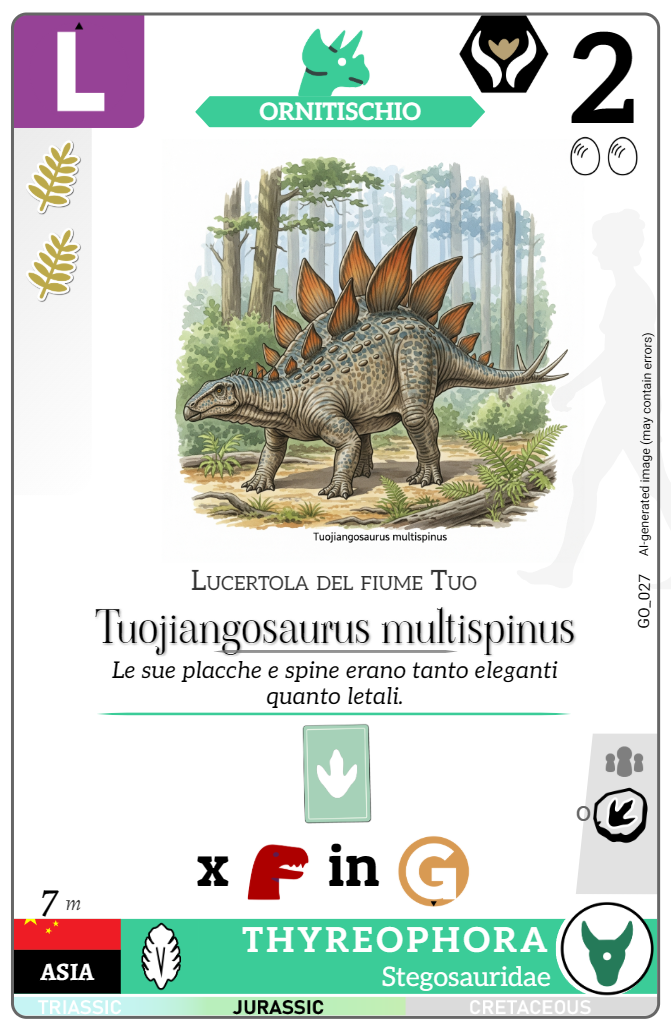 L
ORNITISCHIO
2
Tuojiangosaurus multispinus
AI-generated image (may contain errors)
GO_027
Lucertola del fiume Tuo
Tuojiangosaurus multispinus
Le sue placche e spine erano tanto eleganti
quanto letali.
O
x in G
7 m
ASIA
THYREOPHORA
Stegosauridae
TRIASSIC JURASSIC CRETACEOUS